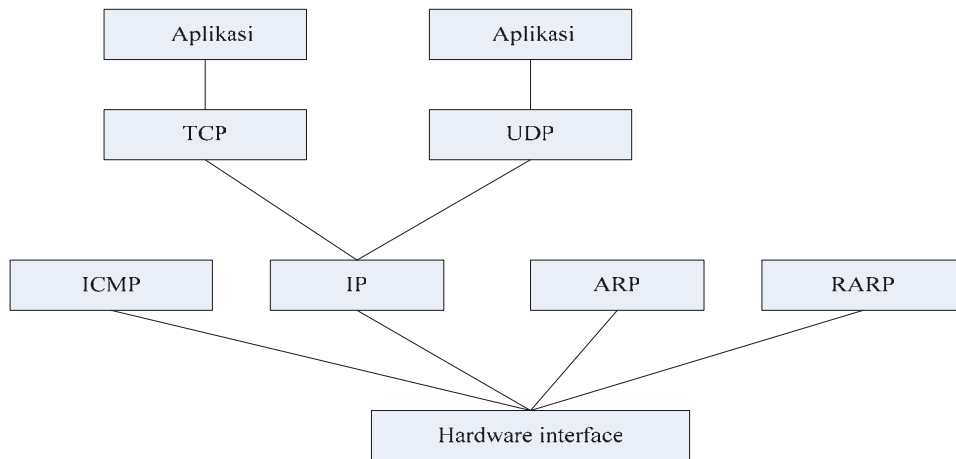 Aplikasi
Aplikasi
TCP
UDP
ICMP
IP
ARP
RARP
Hardware interface